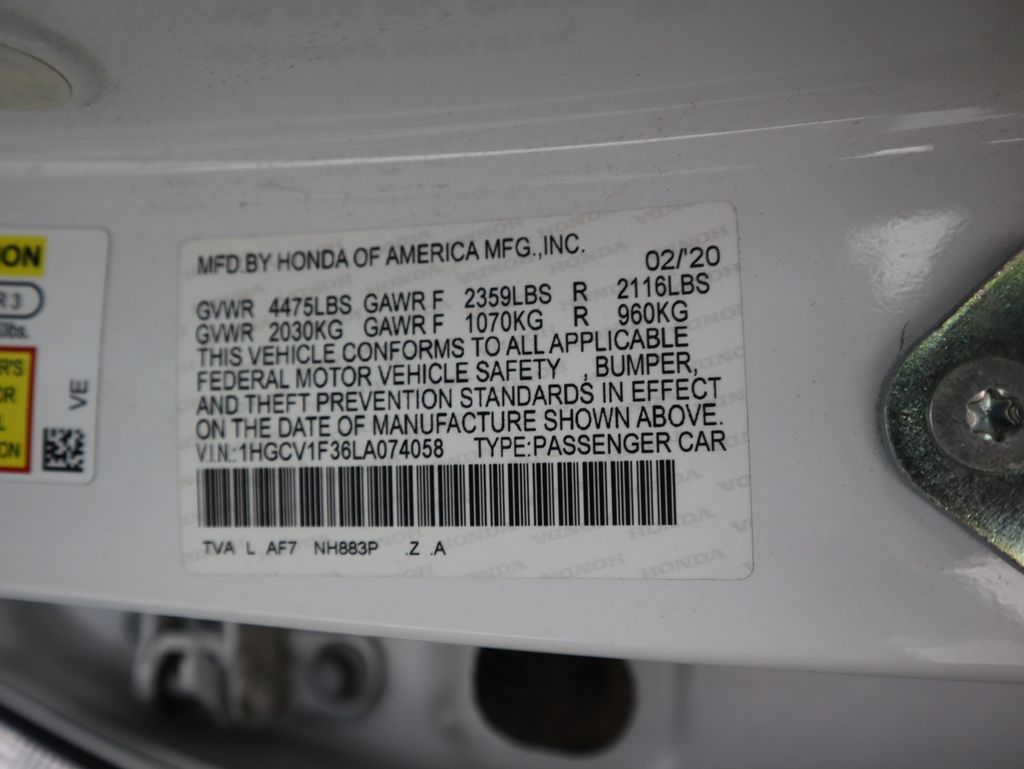 MFD.BY HONDA OF AMERICA MFG.,INC.
02/'20
GVWR 4475LBS GAWR F 2359LBS R 2116LBS
GVWR 2030KG GAWR F 1070KG R 960KG
THIS VEHICLE CONFORMS TO ALL APPLICABLE
FEDERAL MOTOR VEHICLE SAFETY , BUMPER,
AND THEFT PREVENTION STANDARDS IN EFFECT
ON THE DATE OF MANUFACTURE SHOWN ABOVE.
V.I.N.:1HGCV1F36LA074058 TYPE:PASSENGER CAR
TVA L AF7 NH883P .Z .A
HONDA
VE